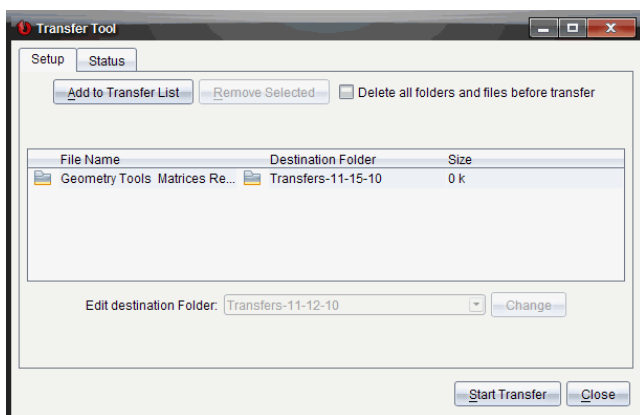 Transfer Tool
Setup Status
Add to Transfer List Remove Selected Delete all folders and files before transfer
File Name Destination Folder Size
Geometry Tools Matrices Re... Transfers-11-15-10 0 k
Edit destination Folder: Transfers-11-12-10 Change
Start Transfer Close